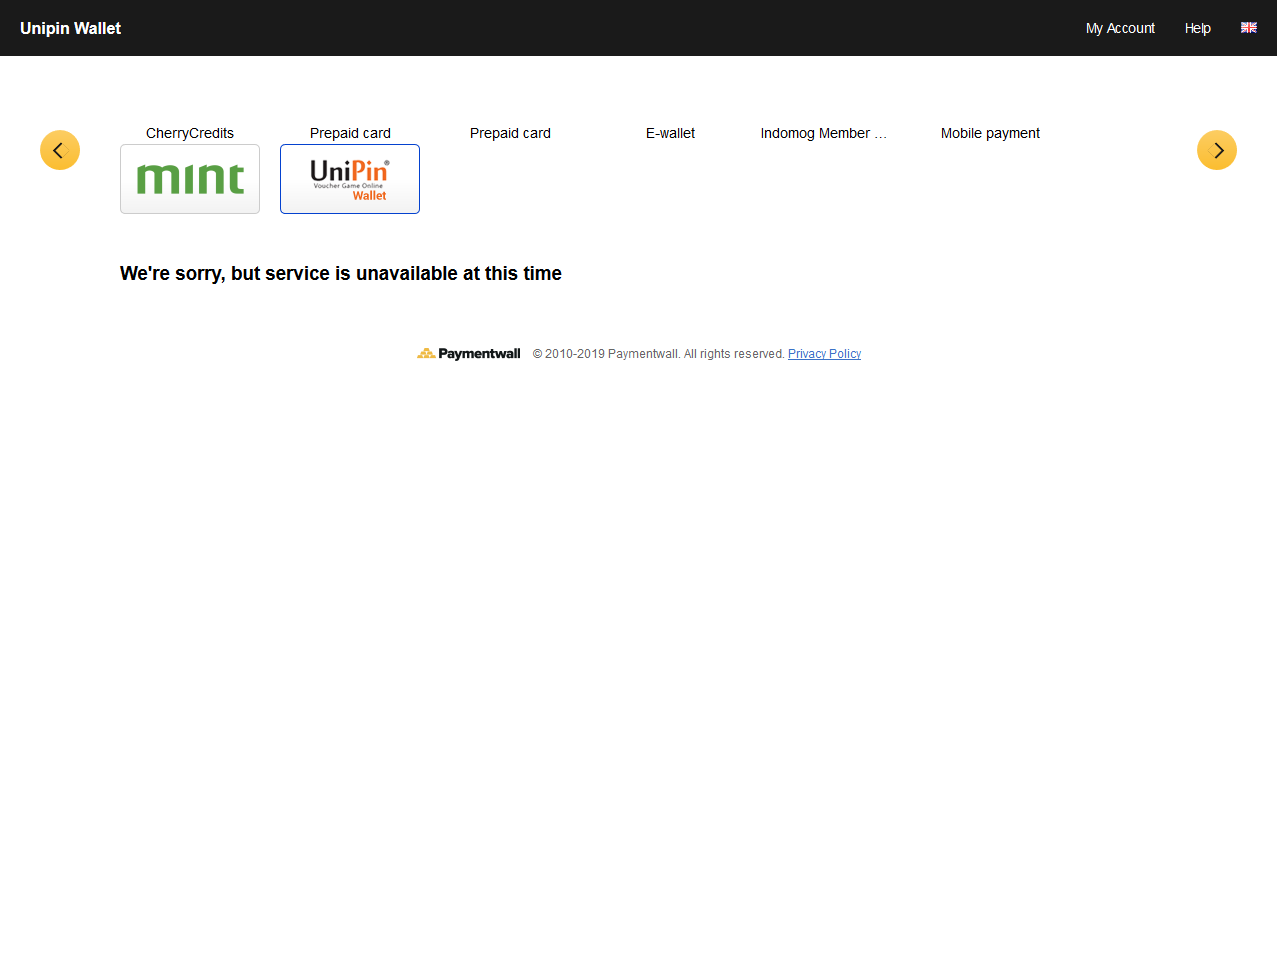 Unipin Wallet
My Account
Help
CherryCredits
Prepaid card
Prepaid card
E-wallet
Indomog Member ...
Mobile payment
mint
UniPin®
Voucher Game Online
Wallet
We're sorry, but service is unavailable at this time
Paymentwall © 2010-2019 Paymentwall. All rights reserved. Privacy Policy